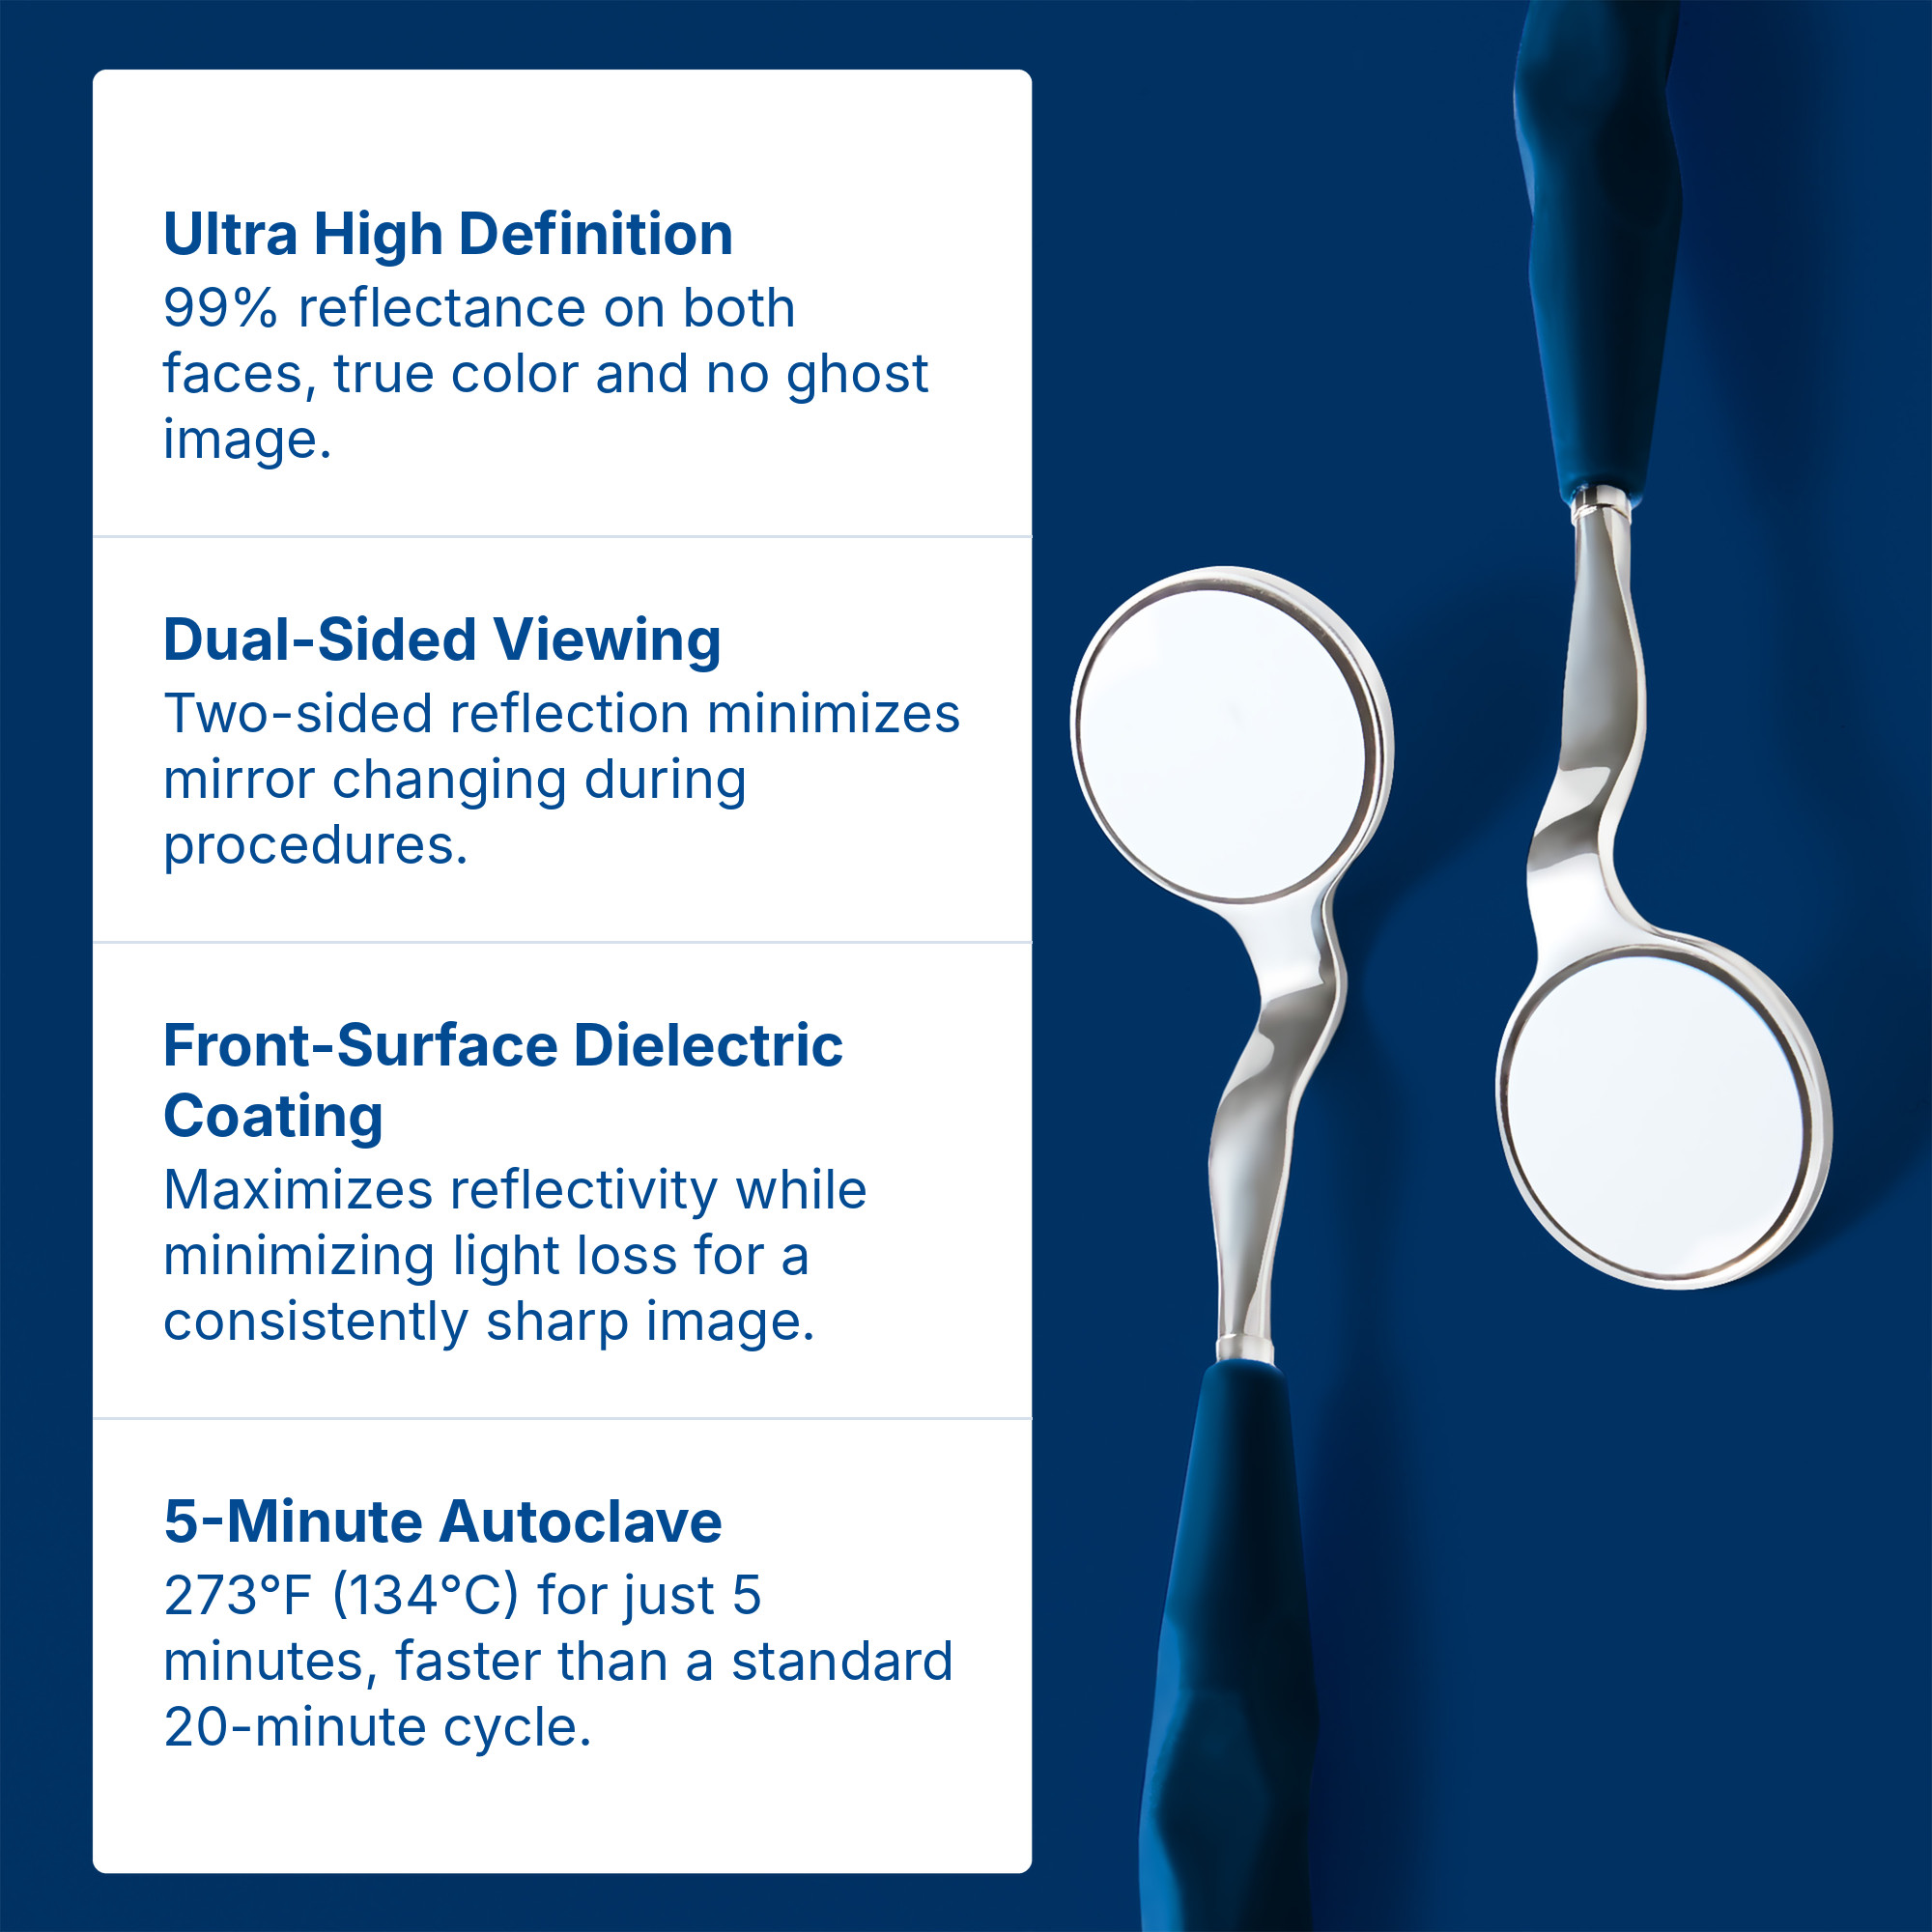 Ultra High Definition
99% reflectance on both
faces, true color and no ghost
image.
Dual-Sided Viewing
Two-sided reflection minimizes
mirror changing during
procedures.
Front-Surface Dielectric
Coating
Maximizes reflectivity while
minimizing light loss for a
consistently sharp image.
5-Minute Autoclave
273°F (134°C) for just 5
minutes, faster than a standard
20-minute cycle.